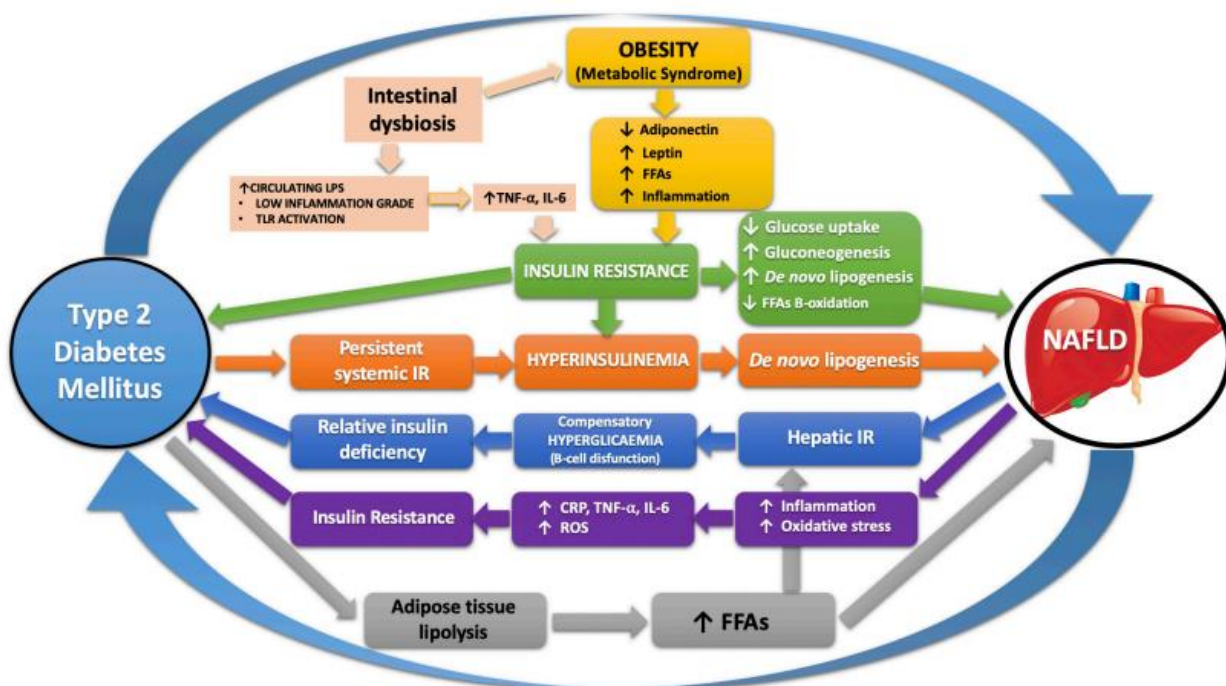 OBESITY
(Metabolic Syndrome)
Intestinal
dysbiosis
↓ Adiponectin
↑ Leptin
↑ FFAs
↑ Inflammation
↑CIRCULATING LPS
• LOW INFLAMMATION GRADE
• TLR ACTIVATION
↑TNF-α, IL-6
INSULIN RESISTANCE
↓ Glucose uptake
↑ Gluconeogenesis
↑ De novo lipogenesis
↓ FFAs B-oxidation
Type 2
Diabetes
Mellitus
NAFLD
Persistent
systemic IR
HYPERINSULINEMIA
De novo lipogenesis
Relative insulin
deficiency
Compensatory
HYPERGLICAEMIA
(B-cell disfunction)
Hepatic IR
Insulin Resistance
↑ CRP, TNF-α, IL-6
↑ ROS
↑ Inflammation
↑ Oxidative stress
Adipose tissue
lipolysis
↑ FFAs